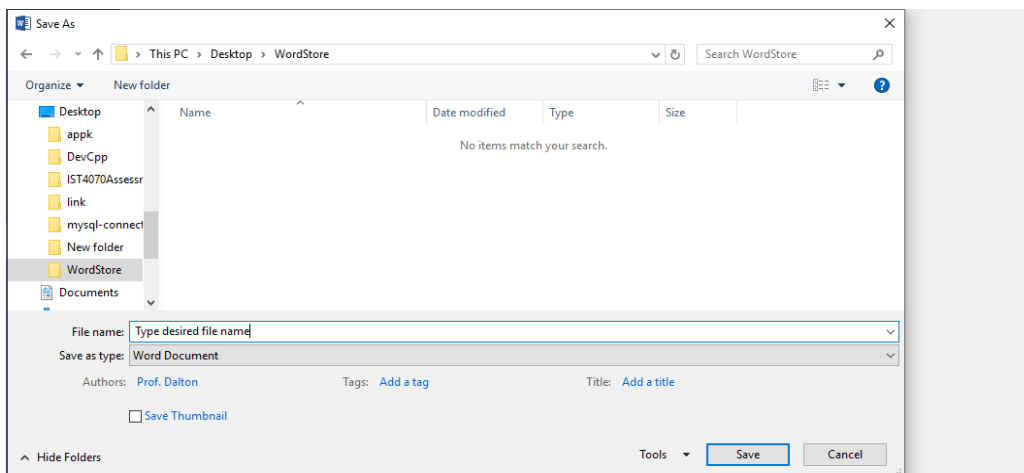 Save As
This PC > Desktop > WordStore
Search WordStore
Organize
New folder
Desktop
appk
DevCpp
IST4070Assessr
link
mysql-connect
New folder
WordStore
Documents
Name
Date modified
Type
Size
No items match your search.
File name: Type desired file name
Save as type: Word Document
Authors: Prof. Dalton
Tags: Add a tag
Title: Add a title
Save Thumbnail
Hide Folders
Tools
Save
Cancel